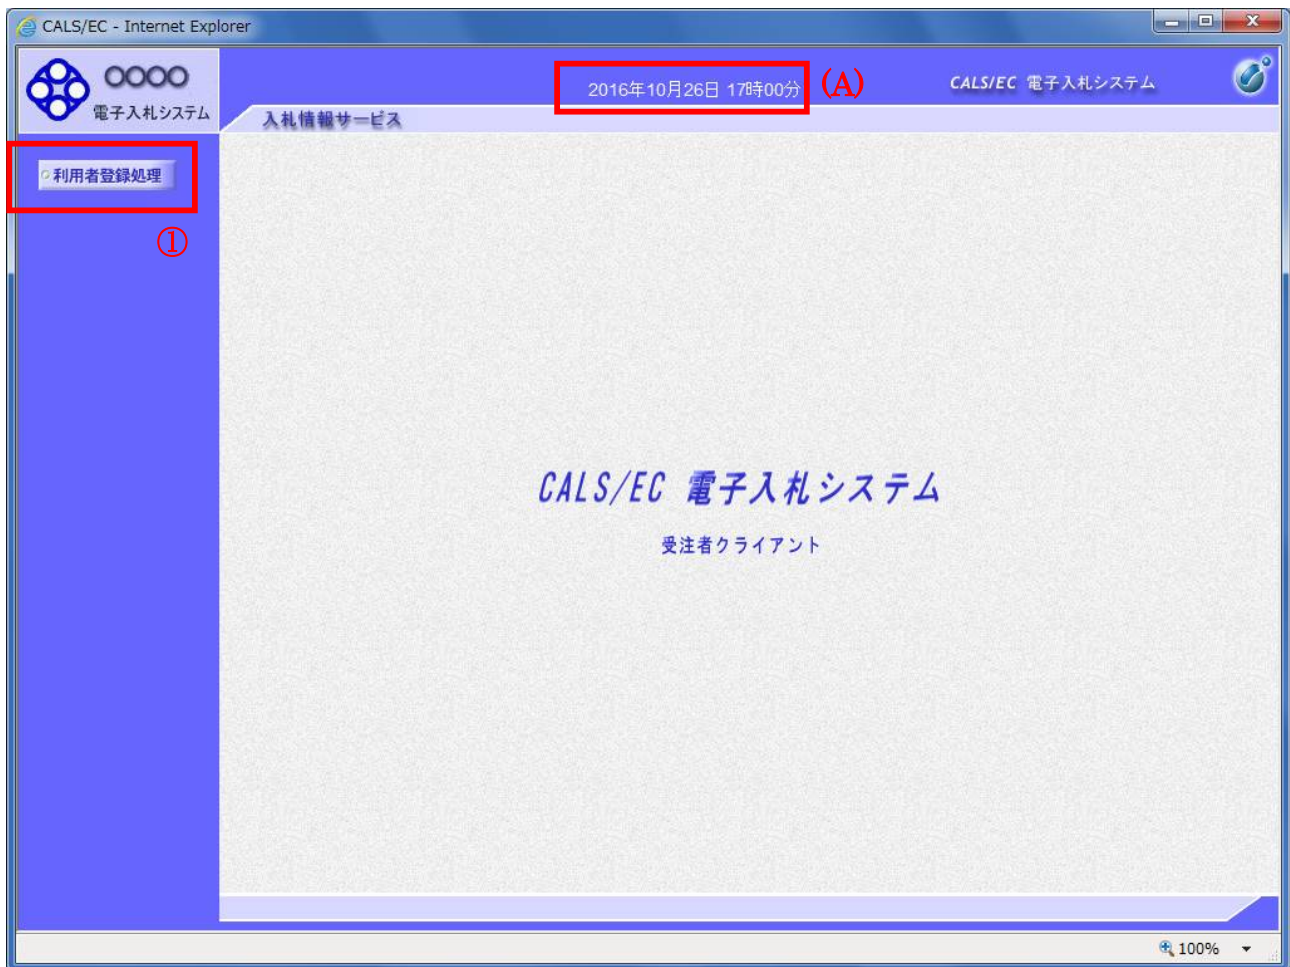 CALS/EC - Internet Explorer
○○○○
電子入札システム
2016年10月26日 17時00分
(A)
CALS/EC 電子入札システム
入札情報サービス
利用者登録処理
①
CALS/EC 電子入札システム
受注者クライアント
100%